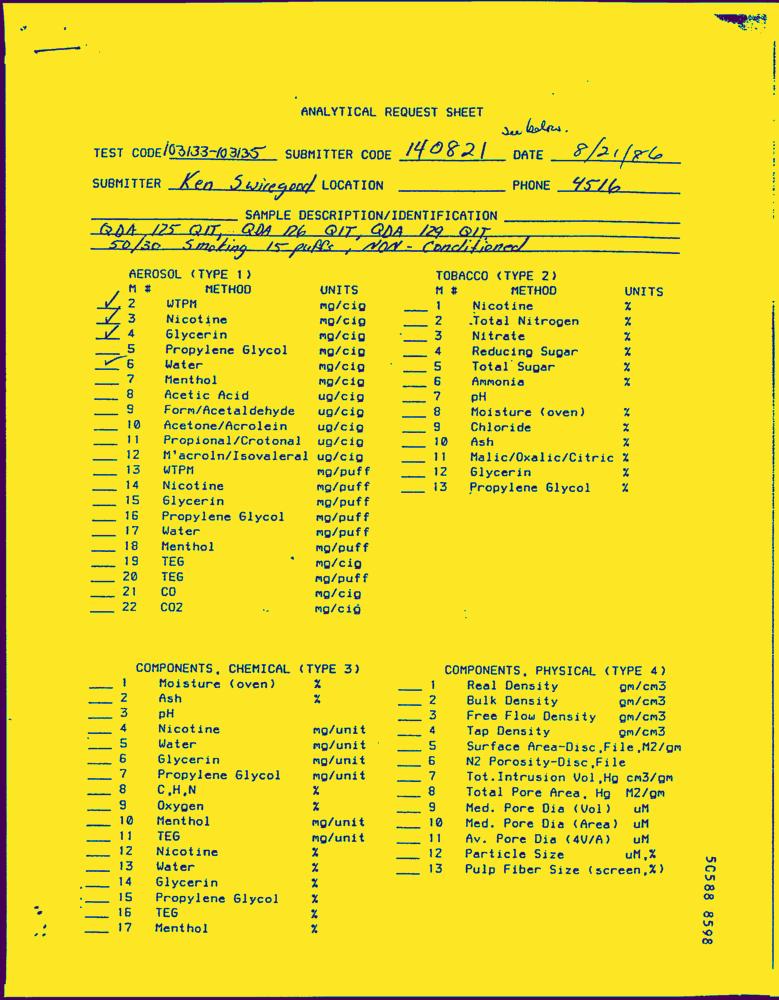 ANALYTICAL REQUEST SHEET
see below.
TEST CODE 103133-103135 SUBMITTER CODE 140821 DATE 8/21/86
SUBMITTER Ken Swicegood LOCATION PHONE 4516
SAMPLE DESCRIPTION/IDENTIFICATION
QDA 125 QIT, QDA 126 QIT, QDA 129 QIT
50/30 Smoking 15 puffs, NON-Conditioned
AEROSOL (TYPE 1)
M # METHOD UNITS
✓ 2 WTPM mg/cig
✓ 3 Nicotine mg/cig
✓ 4 Glycerin mg/cig
5 Propylene Glycol mg/cig
✓ 6 Water mg/cig
7 Menthol mg/cig
8 Acetic Acid ug/cig
9 Form/Acetaldehyde ug/cig
10 Acetone/Acrolein ug/cig
11 Propional/Crotonal ug/cig
12 M'acroln/Isovaleral ug/cig
13 WTPM mg/puff
14 Nicotine mg/puff
15 Glycerin mg/puff
16 Propylene Glycol mg/puff
17 Water mg/puff
18 Menthol mg/puff
19 TEG mg/cig
20 TEG mg/puff
21 CO mg/cig
22 CO2 mg/cig
TOBACCO (TYPE 2)
M # METHOD UNITS
1 Nicotine %
2 Total Nitrogen %
3 Nitrate %
4 Reducing Sugar %
5 Total Sugar %
6 Ammonia %
7 pH
8 Moisture (oven) %
9 Chloride %
10 Ash %
11 Malic/Oxalic/Citric %
12 Glycerin %
13 Propylene Glycol %
COMPONENTS, CHEMICAL (TYPE 3)
1 Moisture (oven) %
2 Ash %
3 pH
4 Nicotine mg/unit
5 Water mg/unit
6 Glycerin mg/unit
7 Propylene Glycol mg/unit
8 C,H,N %
9 Oxygen %
10 Menthol mg/unit
11 TEG mg/unit
12 Nicotine %
13 Water %
14 Glycerin %
15 Propylene Glycol %
16 TEG %
17 Menthol %
COMPONENTS, PHYSICAL (TYPE 4)
1 Real Density gm/cm3
2 Bulk Density gm/cm3
3 Free Flow Density gm/cm3
4 Tap Density gm/cm3
5 Surface Area-Disc,File,M2/gm
6 N2 Porosity-Disc,File
7 Tot.Intrusion Vol,Hg cm3/gm
8 Total Pore Area, Hg M2/gm
9 Med. Pore Dia (Vol) uM
10 Med. Pore Dia (Area) uM
11 Av. Pore Dia (4V/A) uM
12 Particle Size uM,%
13 Pulp Fiber Size (screen,%)
50588 8598